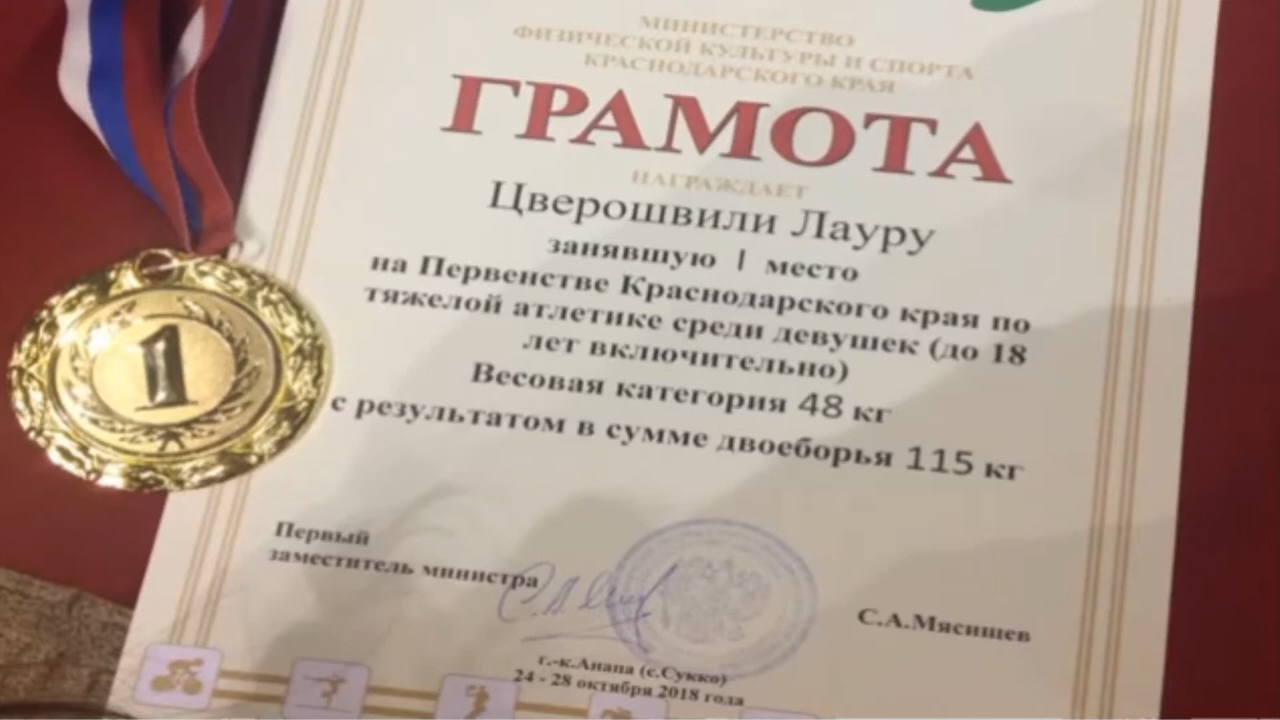 МИНИСТЕРСТВО
ФИЗИЧЕСКОЙ КУЛЬТУРЫ И СПОРТА
КРАСНОДАРСКОГО КРАЯ
ГРАМОТА
НАГРАЖДАЕТ
Цверошвили Лауру
занявшую I место
на Первенстве Краснодарского края по
тяжелой атлетике среди девушек (до 18
лет включительно)
Весовая категория 48 кг
с результатом в сумме двоеборья 115 кг
1
Первый
заместитель министра
С.А.Мясищев
г.-к.Анапа (с.Сукко)
24 - 28 октября 2018 года